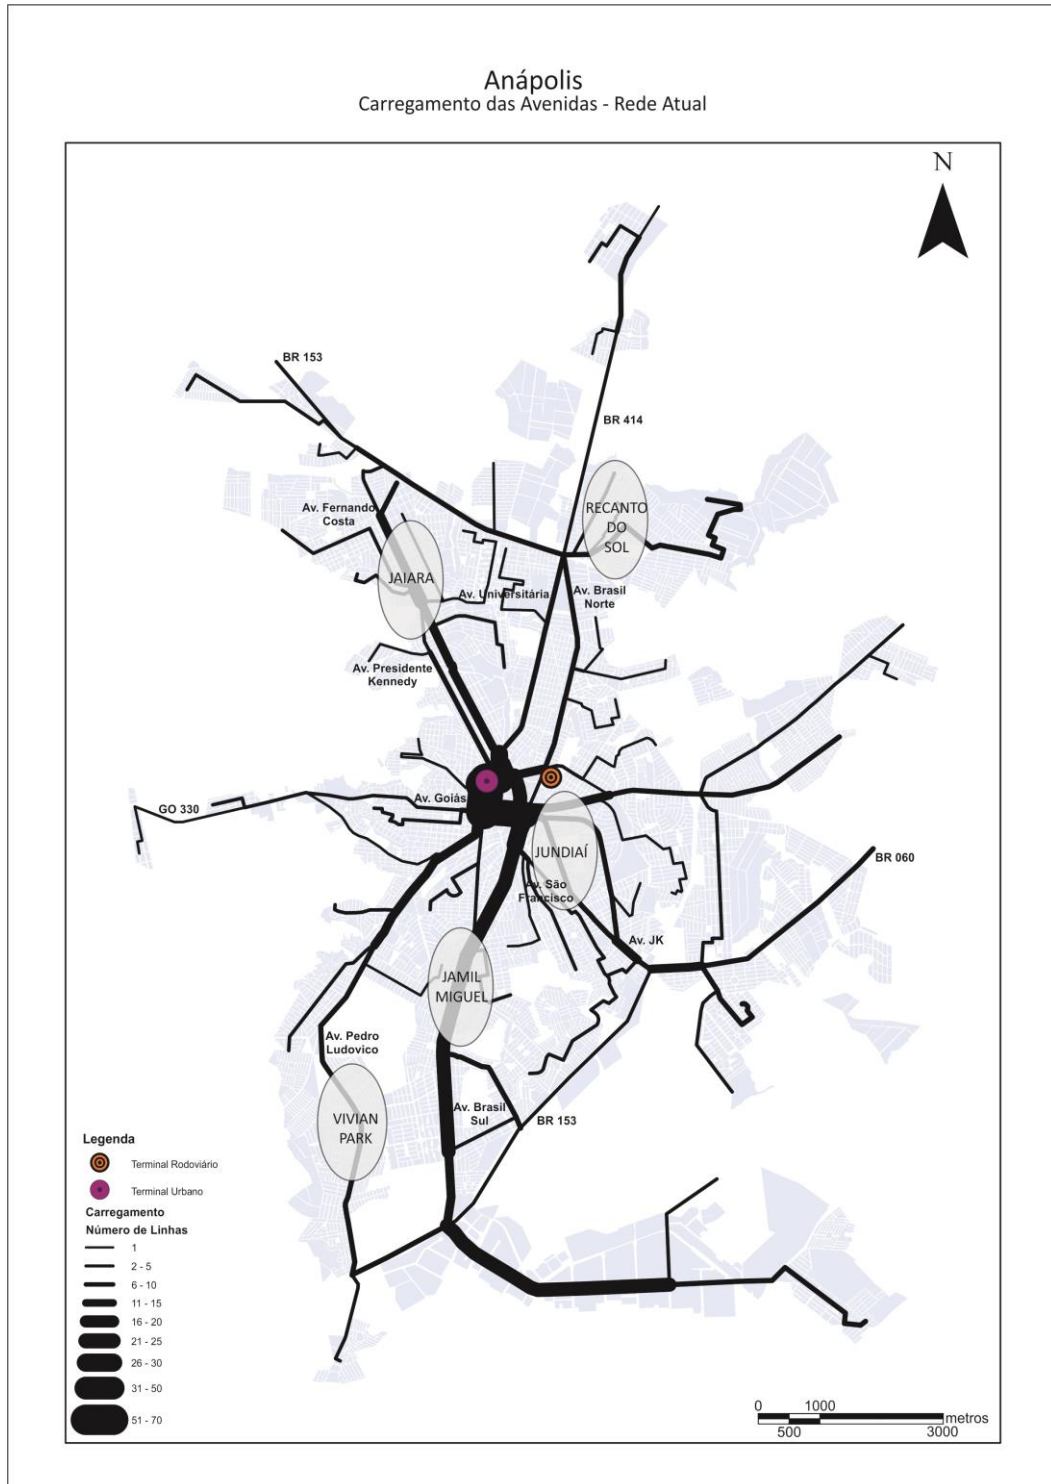 Anápolis
Carregamento das Avenidas - Rede Atual
N
BR 153
BR 414
RECANTO
DO
SOL
Av. Fernando
Costa
JAIARA
Av. Universitária
Av. Brasil
Norte
Av. Presidente
Kennedy
Av. Goiás
GO 330
JUNDIAÍ
BR 060
Av. São
Francisco
Av. JK
JAMIL
MIGUEL
Av. Pedro
Ludovico
Av. Brasil
Sul
BR 153
VIVIAN
PARK
Legenda
Terminal Rodoviário
Terminal Urbano
Carregamento
Número de Linhas
1
2 - 5
6 - 10
11 - 15
16 - 20
21 - 25
26 - 30
31 - 50
51 - 70
0 1000
metros
500 3000